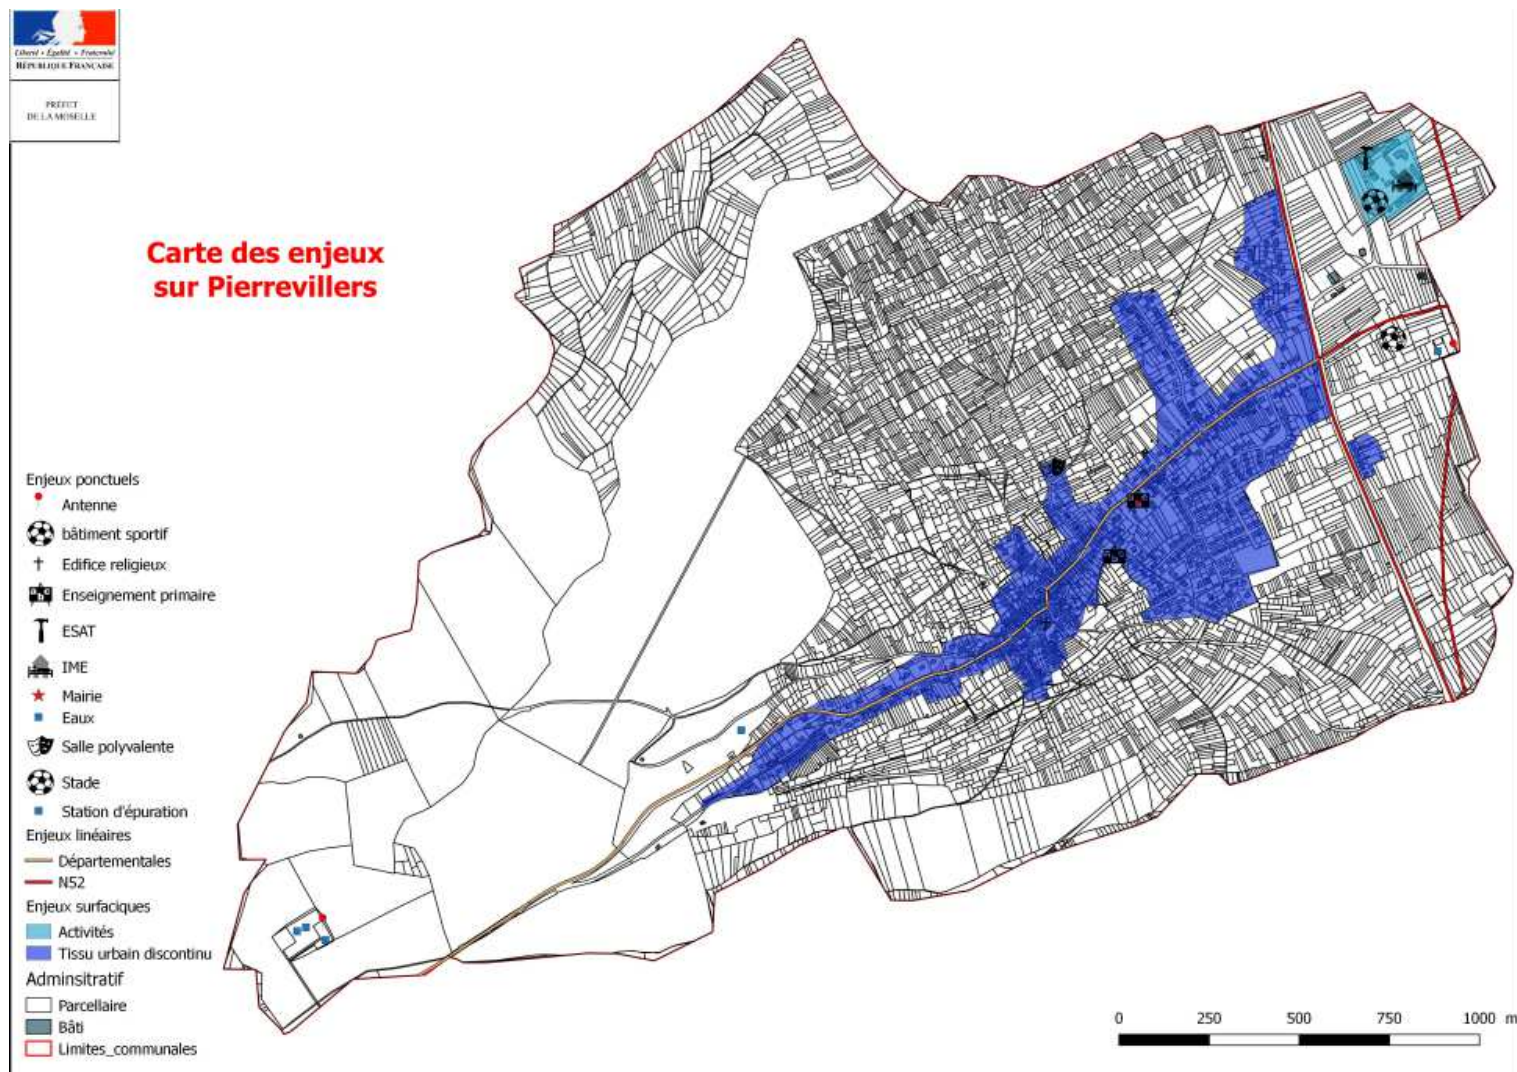 Liberté • Égalité • Fraternité
RÉPUBLIQUE FRANÇAISE
PRÉFET
DE LA MOSELLE
Carte des enjeux
sur Pierrevillers
Enjeux ponctuels
Antenne
bâtiment sportif
Edifice religieux
Enseignement primaire
ESAT
IME
Mairie
Eaux
Salle polyvalente
Stade
Station d'épuration
Enjeux linéaires
Départementales
N52
Enjeux surfaciques
Activités
Tissu urbain discontinu
Adminsitratif
Parcellaire
Bâti
Limites_communales
0 250 500 750 1000 m